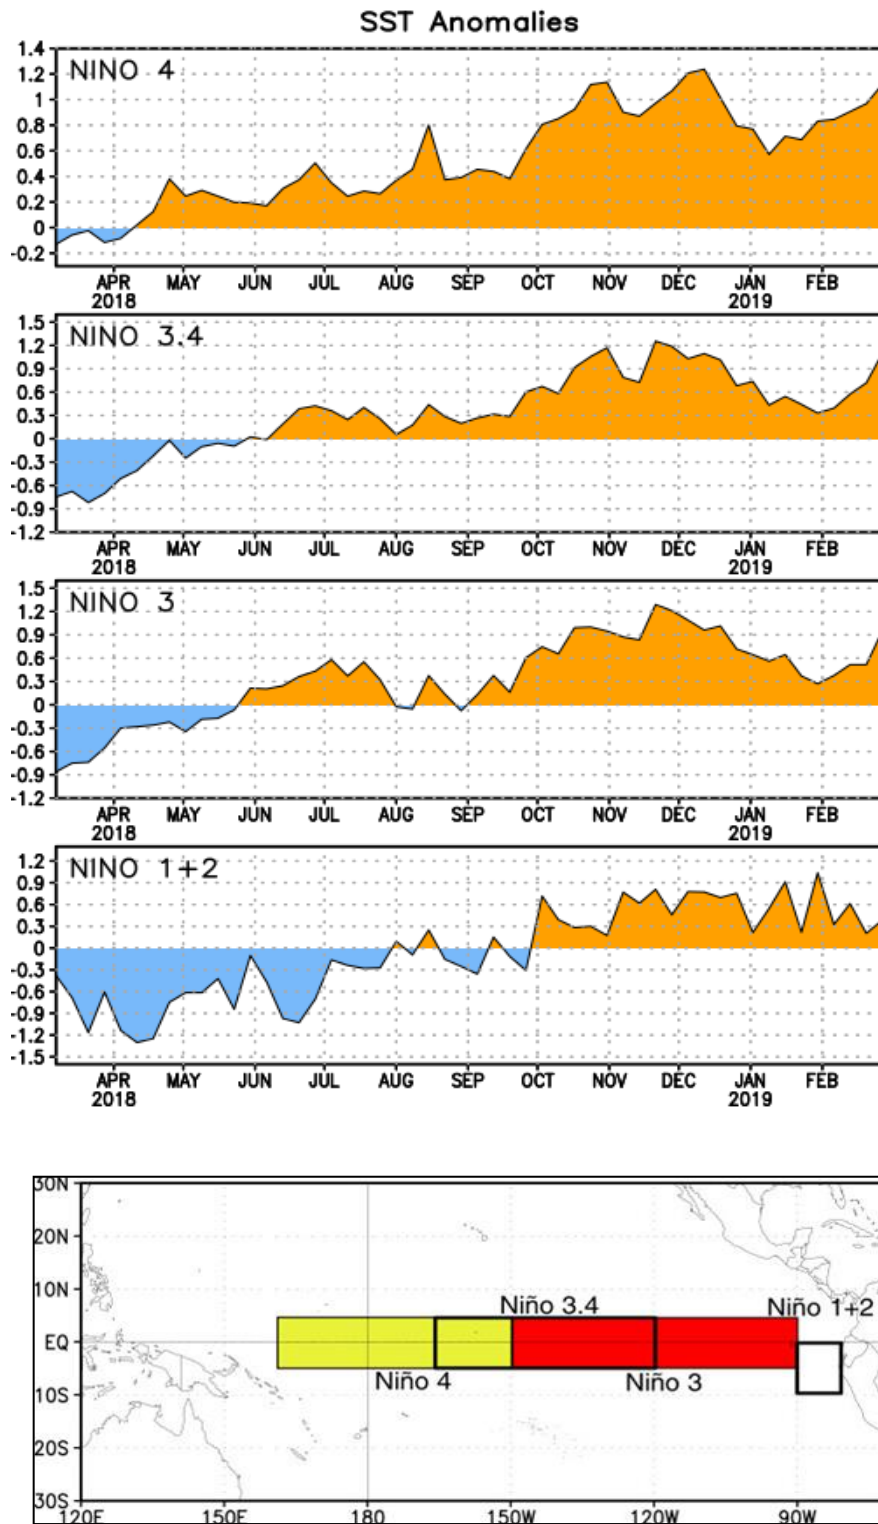 SST Anomalies
NINO 4
1.4
1.2
1
0.8
0.6
0.4
0.2
0
-0.2
APR MAY JUN JUL AUG SEP OCT NOV DEC JAN FEB
2018 2019
NINO 3.4
1.5
1.2
0.9
0.6
0.3
0
-0.3
-0.6
-0.9
-1.2
APR MAY JUN JUL AUG SEP OCT NOV DEC JAN FEB
2018 2019
NINO 3
1.5
1.2
0.9
0.6
0.3
0
-0.3
-0.6
-0.9
-1.2
APR MAY JUN JUL AUG SEP OCT NOV DEC JAN FEB
2018 2019
NINO 1+2
1.2
0.9
0.6
0.3
0
-0.3
-0.6
-0.9
-1.2
-1.5
APR MAY JUN JUL AUG SEP OCT NOV DEC JAN FEB
2018 2019
30N
20N
10N
Niño 3.4 Niño 1+2
EQ
Niño 4 Niño 3
10S
20S
30S
120E 150E 180 150W 120W 90W